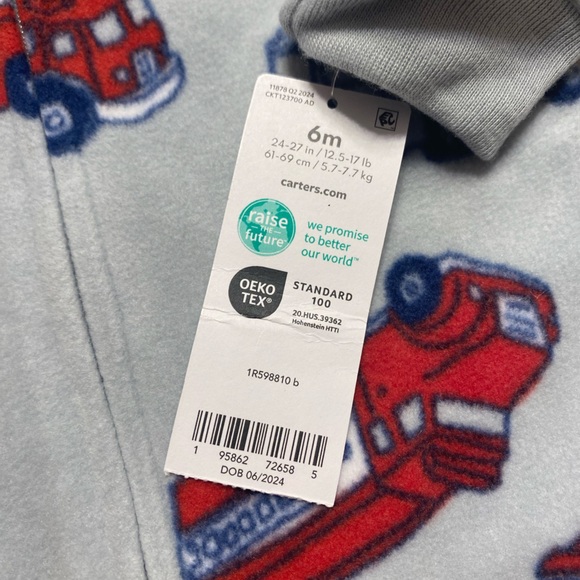 11878 Q2 2024
CKT123700 AD
6m
24-27 in / 12.5-17 lb
61-69 cm / 5.7-7.7 kg
carters.com
raise
THE
future™
we promise
to better
our world™
OEKO
TEX®
STANDARD
100
20.HUS.39362
Hohenstein HTTI
1R598810 b
1 95862 72658 5
DOB 06/2024